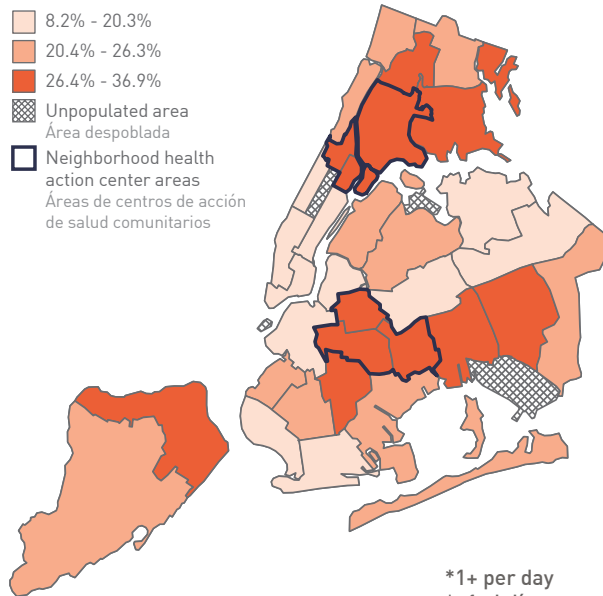 8.2% - 20.3%
20.4% - 26.3%
26.4% - 36.9%
Unpopulated area
Área despoblada
Neighborhood health
action center areas
Áreas de centros de acción
de salud comunitarios
*1+ per day